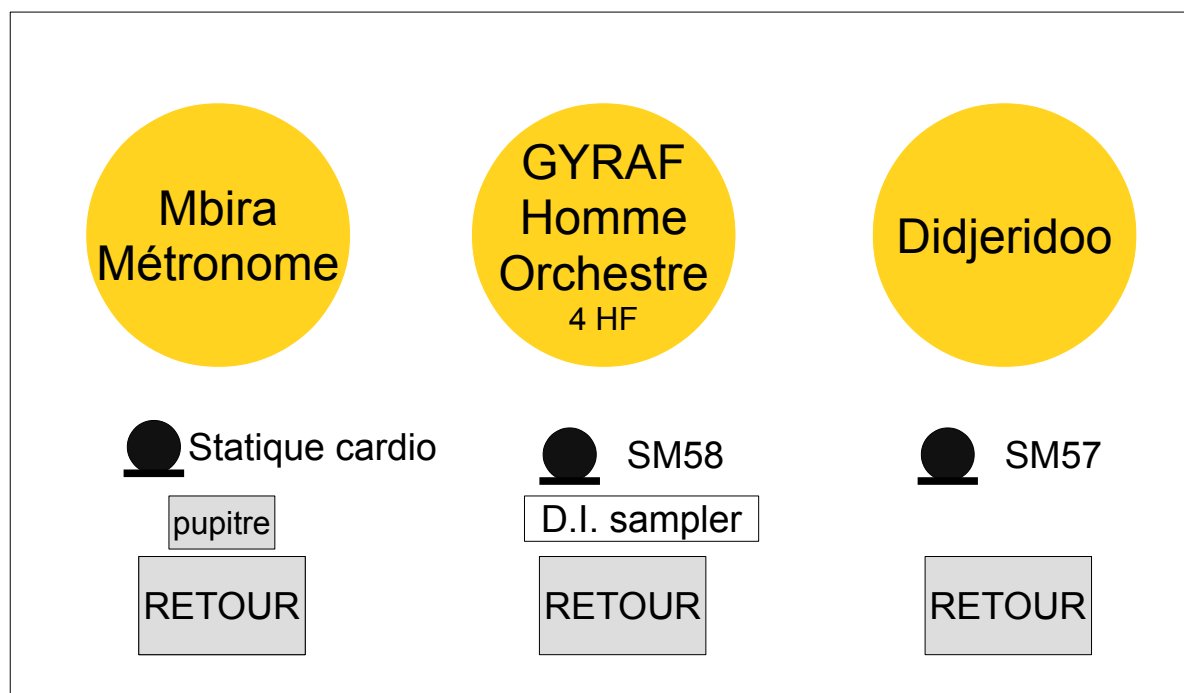 Mbira
Métronome
GYRAF
Homme
Orchestre
4 HF
Didjeridoo
Statique cardio
SM58
SM57
pupitre
D.I. sampler
RETOUR
RETOUR
RETOUR